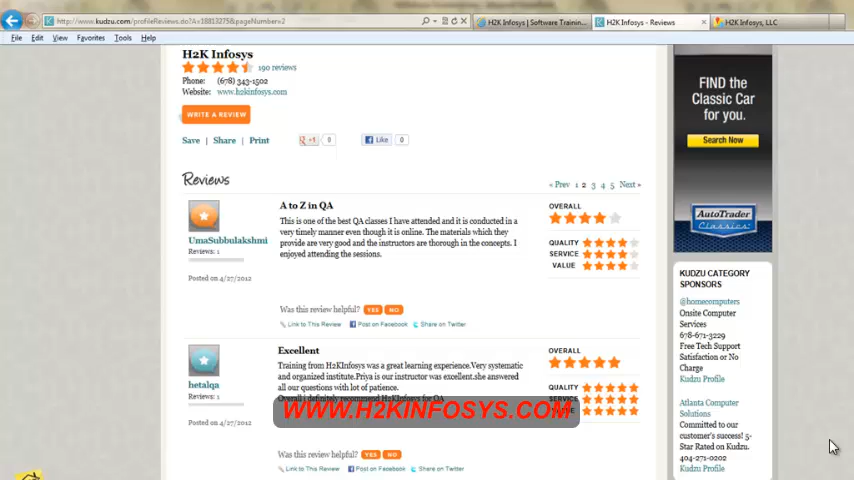 http://www.kudzu.com/profileReviews.do?A=18813275&pageNumber=2
H2K Infosys | Software Trainin...
H2K Infosys - Reviews
H2K Infosys, LLC
File Edit View Favorites Tools Help
H2K Infosys
190 reviews
Phone: (678) 343-1502
Website: www.h2kinfosys.com
WRITE A REVIEW
Save | Share | Print
+1 0
Like 0
Reviews
« Prev 1 2 3 4 5 Next »
A to Z in QA
UmaSubbulakshmi
Reviews: 1
Posted on 4/27/2012
This is one of the best QA classes I have attended and it is conducted in a
very timely manner even though it is online. The materials which they
provide are very good and the instructors are thorough in the concepts. I
enjoyed attending the sessions.
OVERALL
QUALITY
SERVICE
VALUE
Was this review helpful? YES NO
Link to This Review Post on Facebook Share on Twitter
Excellent
hetalqa
Reviews: 1
Posted on 4/27/2012
Training from H2KInfosys was a great learning experience.Very systematic
and organized institute.Priya is our instructor was excellent.she answered
all our questions with lot of patience.
Overall i definitely recommend H2KInfosys for QA
WWW.H2KINFOSYS.COM
OVERALL
QUALITY
SERVICE
Was this review helpful? YES NO
Link to This Review Post on Facebook Share on Twitter
FIND the
Classic Car
for you.
Search Now
AutoTrader
Classics
KUDZU CATEGORY
SPONSORS
@homecomputers
Onsite Computer
Services
678-671-3229
Free Tech Support
Satisfaction or No
Charge
Kudzu Profile
Atlanta Computer
Solutions
Committed to our
customer's success! 5-
Star Rated on Kudzu.
404-271-0202
Kudzu Profile